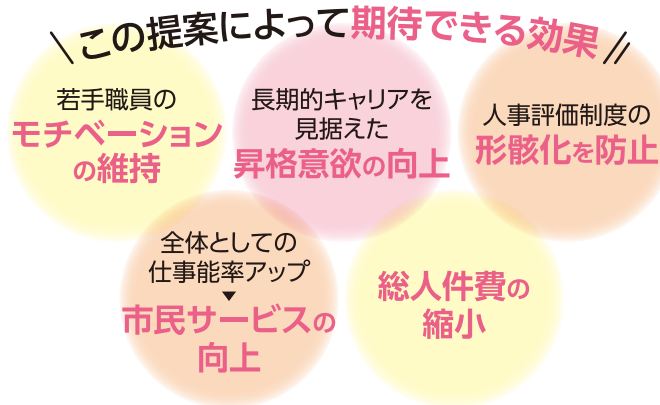 この提案によって期待できる効果
若手職員の
モチベーション
の維持
長期的キャリアを
見据えた
昇格意欲の向上
人事評価制度の
形骸化を防止
全体としての
仕事能率アップ
市民サービスの
向上
総人件費の
縮小